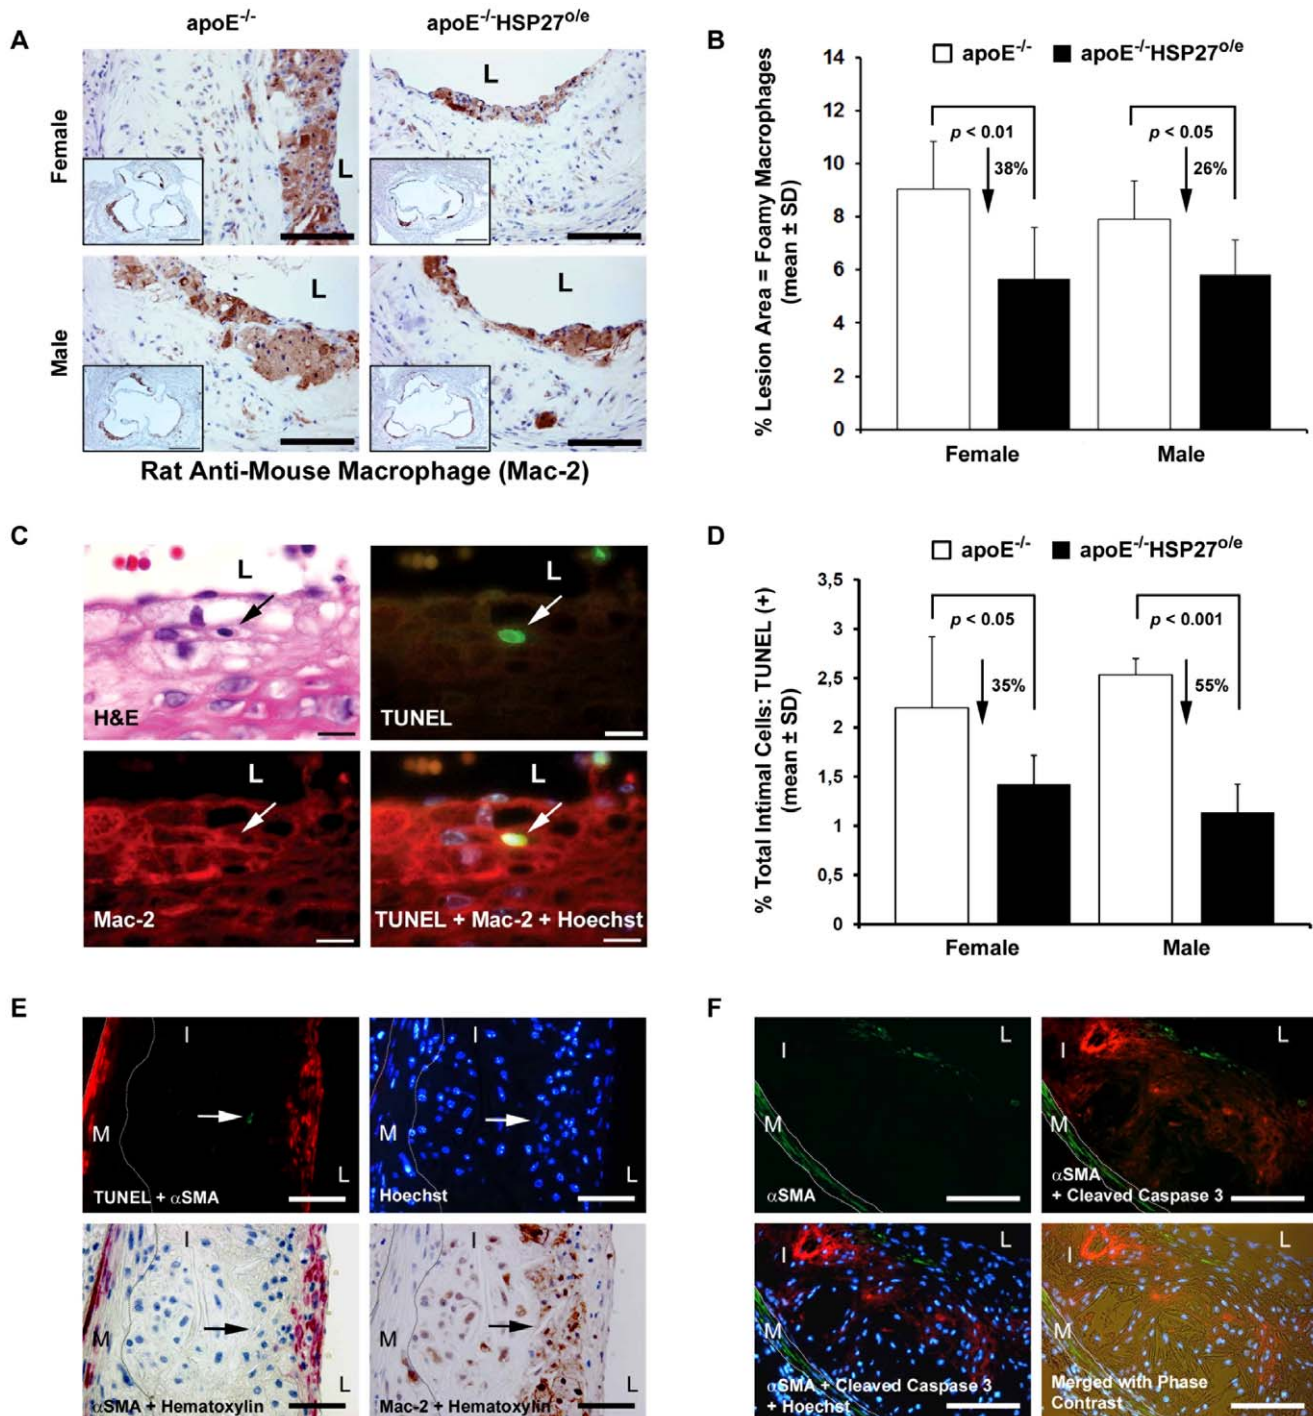 A
apoE-/-
apoE-/-HSP27o/e
Female
L
L
Male
L
L
Rat Anti-Mouse Macrophage (Mac-2)
B
apoE-/-
apoE-/-HSP27o/e
% Lesion Area = Foamy Macrophages
(mean ± SD)
14
12
10
8
6
4
2
0
p < 0.01
38%
p < 0.05
26%
Female
Male
C
L
H&E
L
TUNEL
L
Mac-2
L
TUNEL + Mac-2 + Hoechst
D
apoE-/-
apoE-/-HSP27o/e
% Total Intimal Cells: TUNEL (+)
(mean ± SD)
3,5
3
2,5
2
1,5
1
0,5
0
p < 0.05
35%
p < 0.001
55%
Female
Male
E
I
M
L
TUNEL + αSMA
I
M
L
Hoechst
I
M
L
αSMA + Hematoxylin
I
M
L
Mac-2 + Hematoxylin
F
I
L
M
αSMA
I
L
M
αSMA
+ Cleaved Caspase 3
I
L
M
αSMA + Cleaved Caspase 3
+ Hoechst
I
L
M
Merged with Phase
Contrast